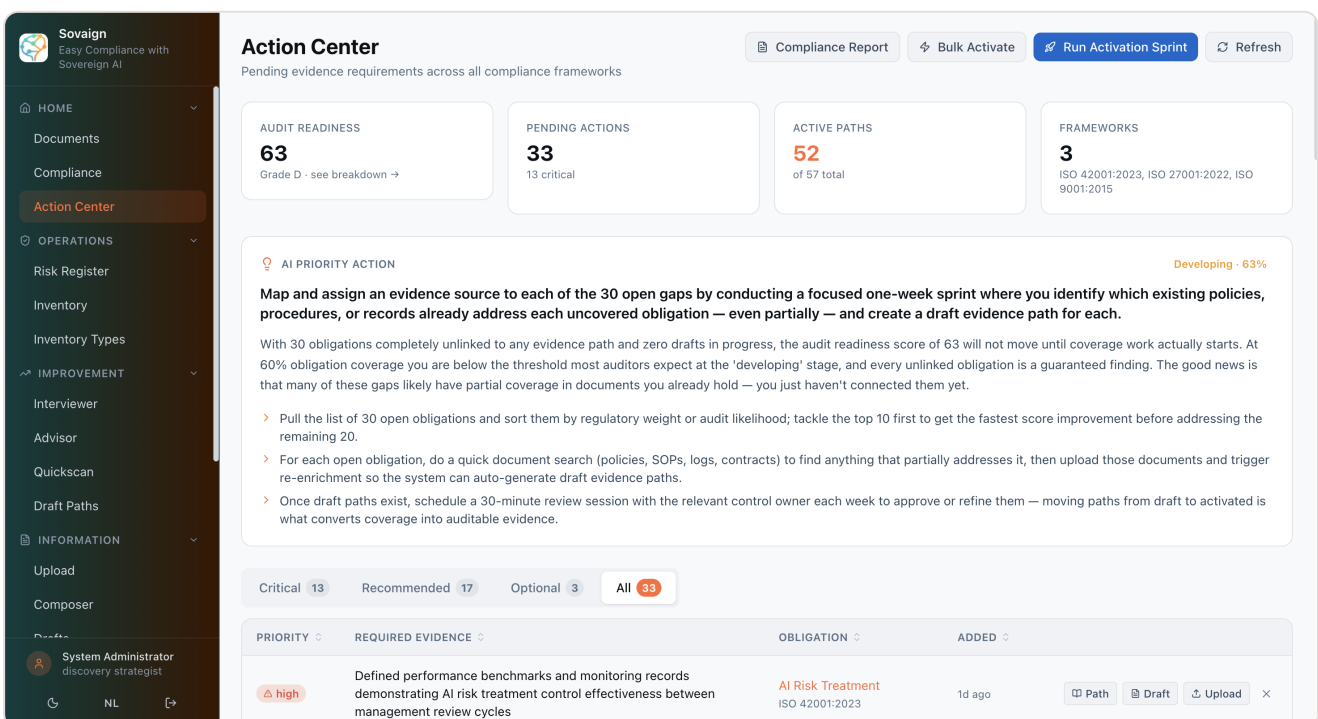 Sovaign
Easy Compliance with
Sovereign AI
HOME
Documents
Compliance
Action Center
OPERATIONS
Risk Register
Inventory
Inventory Types
IMPROVEMENT
Interviewer
Advisor
Quickscan
Draft Paths
INFORMATION
Upload
Composer
Drafts
System Administrator
discovery strategist
NL
Action Center
Pending evidence requirements across all compliance frameworks
Compliance Report
Bulk Activate
Run Activation Sprint
Refresh
AUDIT READINESS
63
Grade D · see breakdown →
PENDING ACTIONS
33
13 critical
ACTIVE PATHS
52
of 57 total
FRAMEWORKS
3
ISO 42001:2023, ISO 27001:2022, ISO
9001:2015
AI PRIORITY ACTION
Developing · 63%
Map and assign an evidence source to each of the 30 open gaps by conducting a focused one-week sprint where you identify which existing policies,
procedures, or records already address each uncovered obligation — even partially — and create a draft evidence path for each.
With 30 obligations completely unlinked to any evidence path and zero drafts in progress, the audit readiness score of 63 will not move until coverage work actually starts. At
60% obligation coverage you are below the threshold most auditors expect at the 'developing' stage, and every unlinked obligation is a guaranteed finding. The good news is
that many of these gaps likely have partial coverage in documents you already hold — you just haven't connected them yet.
Pull the list of 30 open obligations and sort them by regulatory weight or audit likelihood; tackle the top 10 first to get the fastest score improvement before addressing the
remaining 20.
For each open obligation, do a quick document search (policies, SOPs, logs, contracts) to find anything that partially addresses it, then upload those documents and trigger
re-enrichment so the system can auto-generate draft evidence paths.
Once draft paths exist, schedule a 30-minute review session with the relevant control owner each week to approve or refine them — moving paths from draft to activated is
what converts coverage into auditable evidence.
Critical 13
Recommended 17
Optional 3
All 33
PRIORITY
REQUIRED EVIDENCE
OBLIGATION
ADDED
high
Defined performance benchmarks and monitoring records
demonstrating AI risk treatment control effectiveness between
management review cycles
AI Risk Treatment
ISO 42001:2023
1d ago
Path
Draft
Upload